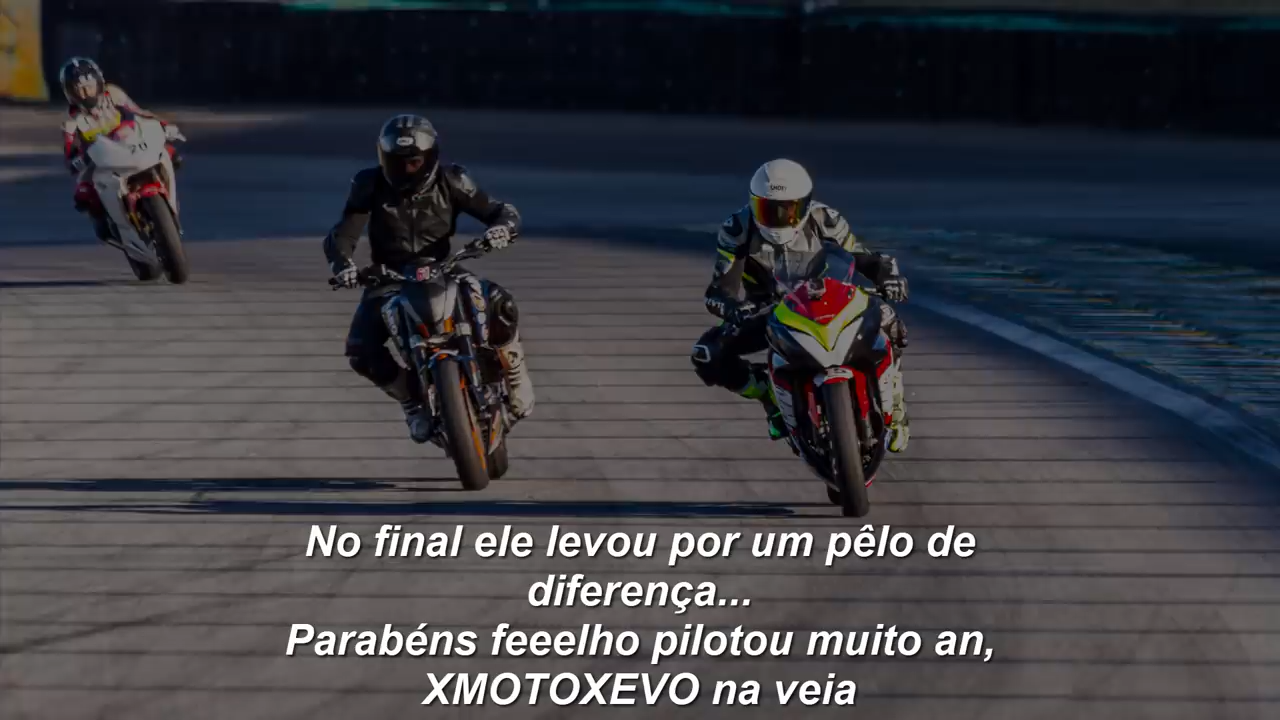 No final ele levou por um pêlo de
diferença...
Parabéns feeelho pilotou muito an,
XMOTOXEVO na veia